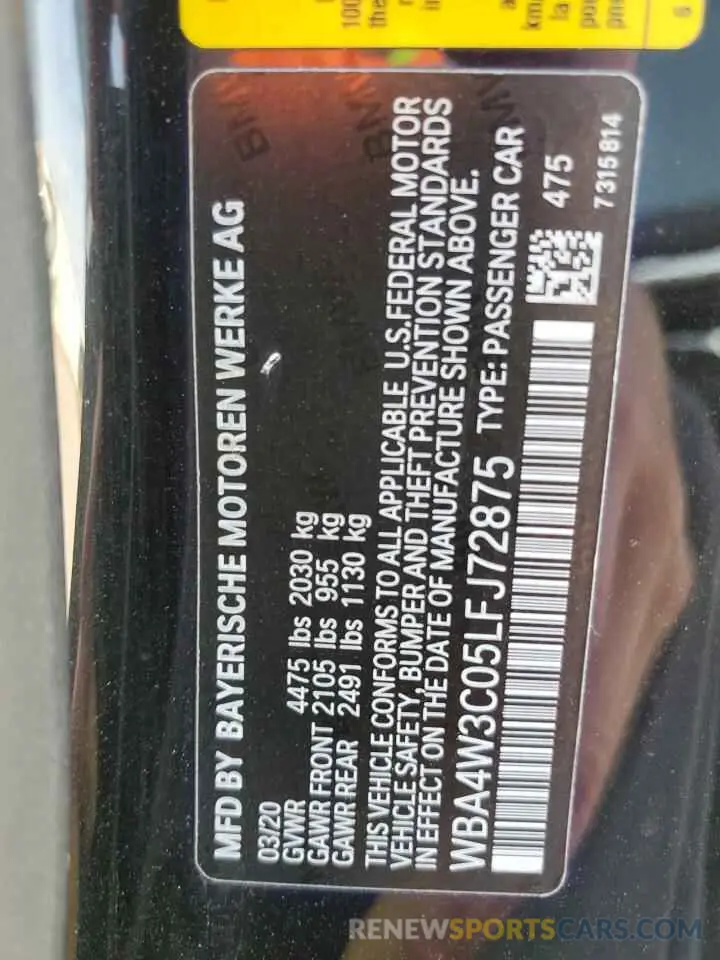 MFD BY BAYERISCHE MOTOREN WERKE AG
03/20
GVWR 4475 lbs 2030 kg
GAWR FRONT 2105 lbs 955 kg
GAWR REAR 2491 lbs 1130 kg
THIS VEHICLE CONFORMS TO ALL APPLICABLE U.S. FEDERAL MOTOR
VEHICLE SAFETY, BUMPER AND THEFT PREVENTION STANDARDS
IN EFFECT ON THE DATE OF MANUFACTURE SHOWN ABOVE.
WBA4W3C05LFJ72875 TYPE: PASSENGER CAR
475
7315814
RENEWSPORTSCARS.COM